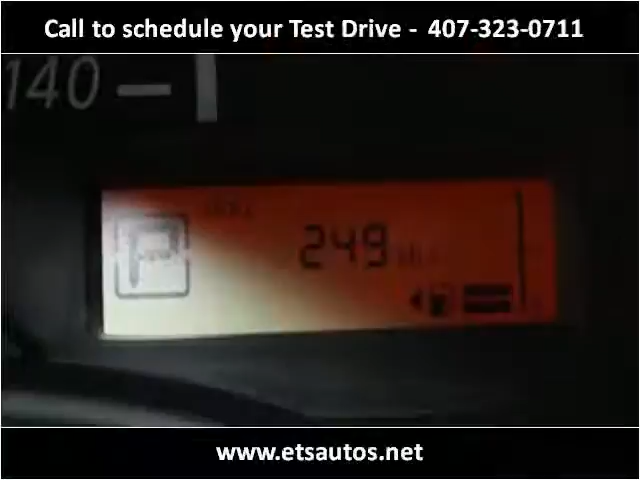 Call to schedule your Test Drive - 407-323-0711
140
P
249
www.etsautos.net